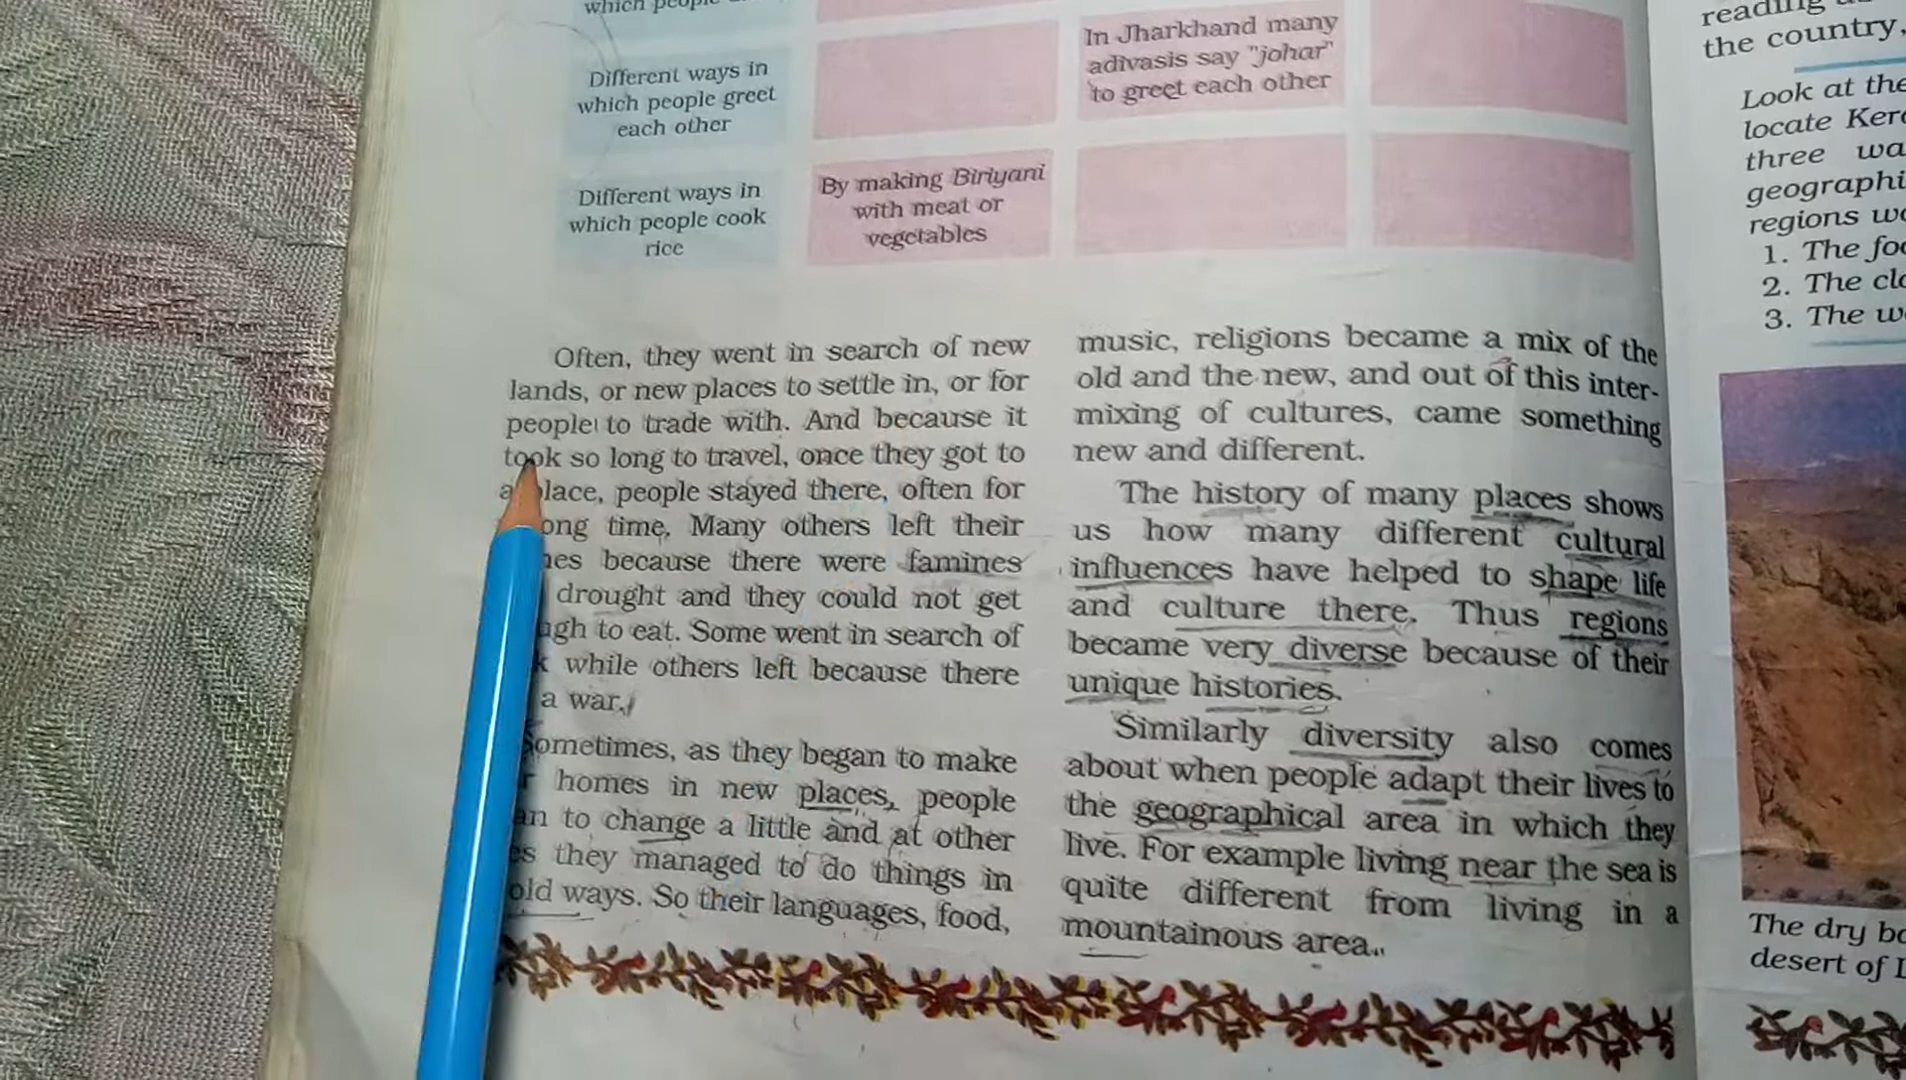 which people
Different ways in
which people greet
each other
In Jharkhand many
adivasis say "johar"
to greet each other
Different ways in
which people cook
rice
By making Biriyani
with meat or
vegetables
Often, they went in search of new
lands, or new places to settle in, or for
people to trade with. And because it
took so long to travel, once they got to
a place, people stayed there, often for
long time. Many others left their
because there were famines
drought and they could not get
to eat. Some went in search of
while others left because there
a war.
Sometimes, as they began to make
homes in new places, people
to change a little and at other
they managed to do things in
old ways. So their languages, food,
music, religions became a mix of the
old and the new, and out of this inter-
mixing of cultures, came something
new and different.
The history of many places shows
us how many different cultural
influences have helped to shape life
and culture there. Thus regions
became very diverse because of their
unique histories.
Similarly diversity also comes
about when people adapt their lives to
the geographical area in which they
live. For example living near the sea is
quite different from living in a
mountainous area.
reading
the country,
Look at the
locate
three
regions
1. The
2. The
3. The
The dry
desert of